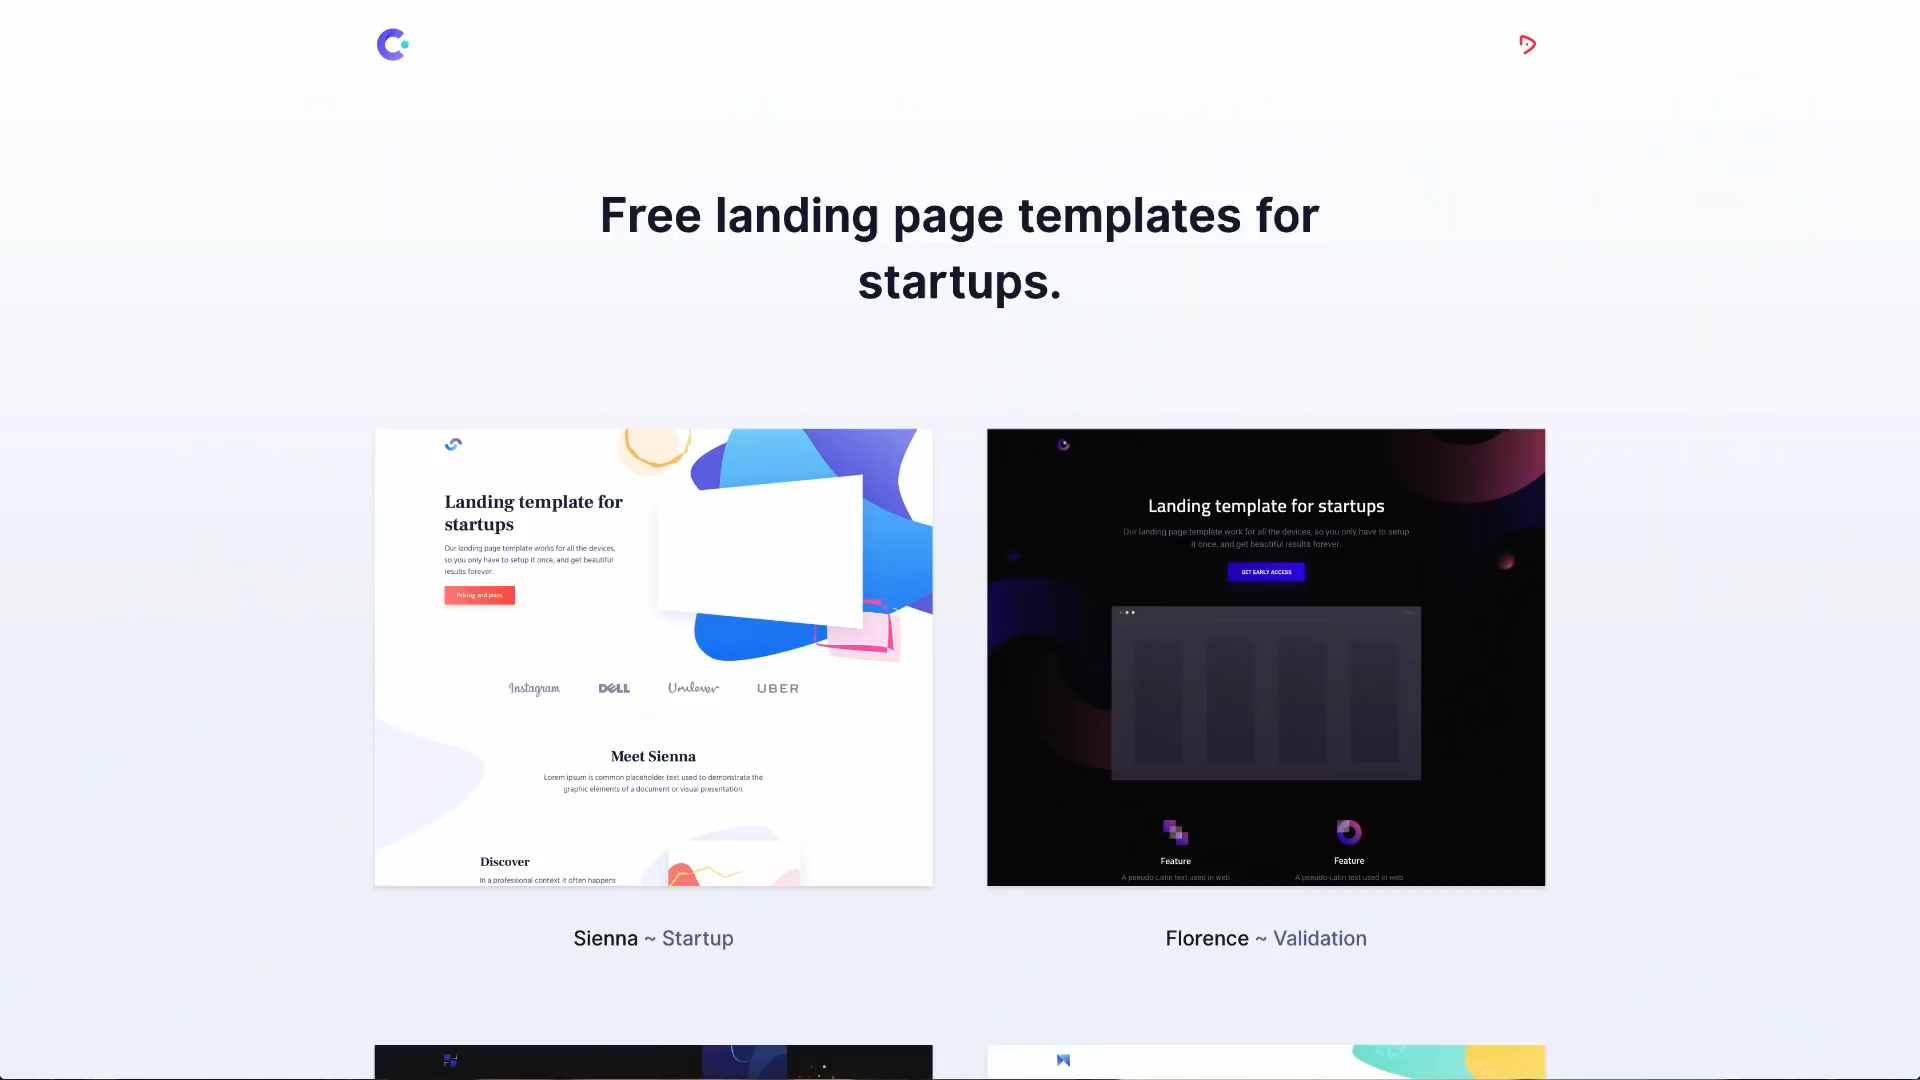 Free landing page templates for
startups.
Landing template for
startups
Our landing page template works for all the devices,
so you only have to setup it once, and get beautiful
results forever.
Pricing and plans
Instagram DELL Unilever UBER
Meet Sienna
Lorem ipsum is common placeholder text used to demonstrate the
graphic elements of a document or visual presentation.
Discover
In a professional context it often happens
Landing template for startups
Our landing page template work for all the devices, so you only have to setup
it once, and get beautiful results forever.
GET EARLY ACCESS
Feature
A pseudo-Latin text used in web
Feature
A pseudo-Latin text used in web
Sienna ~ Startup
Florence ~ Validation